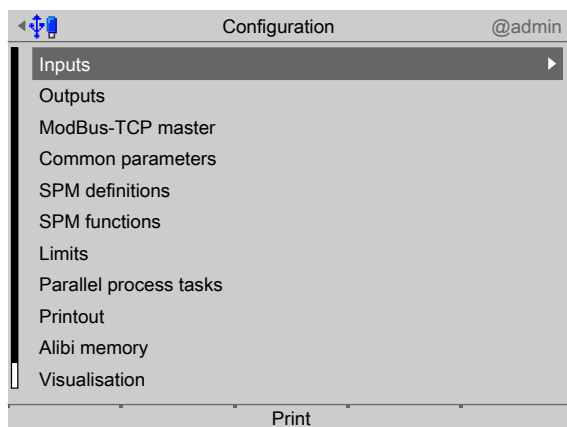 Configuration @admin
Inputs
Outputs
ModBus-TCP master
Common parameters
SPM definitions
SPM functions
Limits
Parallel process tasks
Printout
Alibi memory
Visualisation
Print